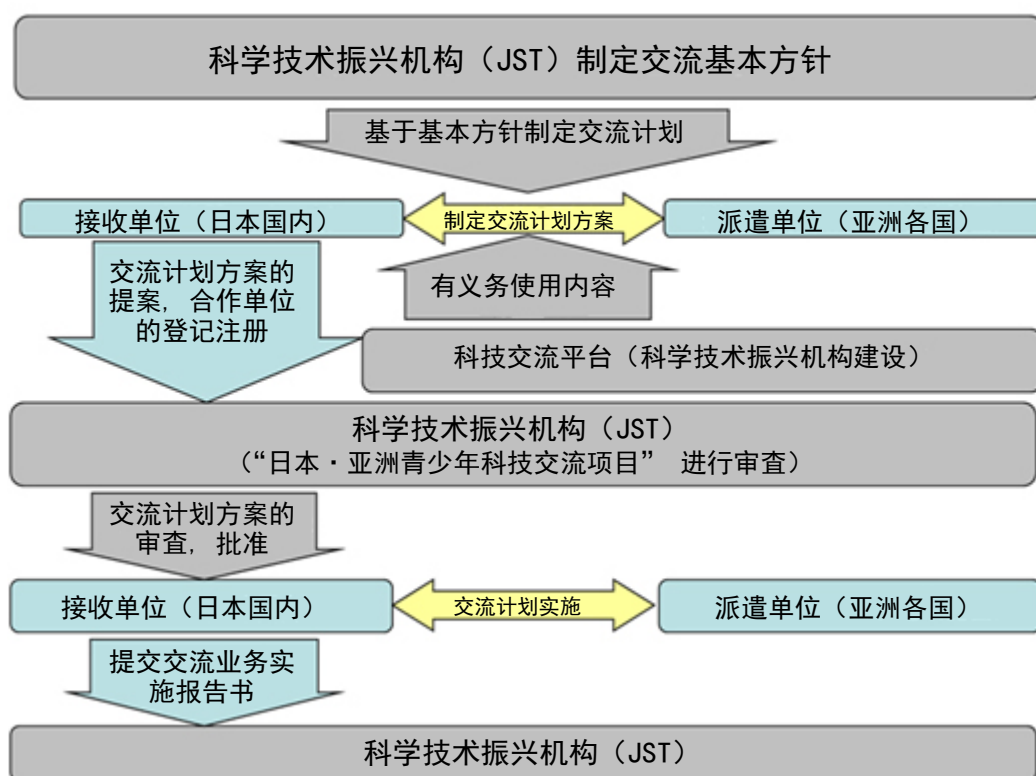 科学技术振兴机构（JST）制定交流基本方针
基于基本方针制定交流计划
接收单位（日本国内）
制定交流计划方案
派遣单位（亚洲各国）
交流计划方案的
提案，合作单位
的登记注册
有义务使用内容
科技交流平台（科学技术振兴机构建设）
科学技术振兴机构（JST）
（“日本·亚洲青少年科技交流项目” 进行审查）
交流计划方案的
审查，批准
接收单位（日本国内）
交流计划实施
派遣单位（亚洲各国）
提交交流业务实
施报告书
科学技术振兴机构（JST）